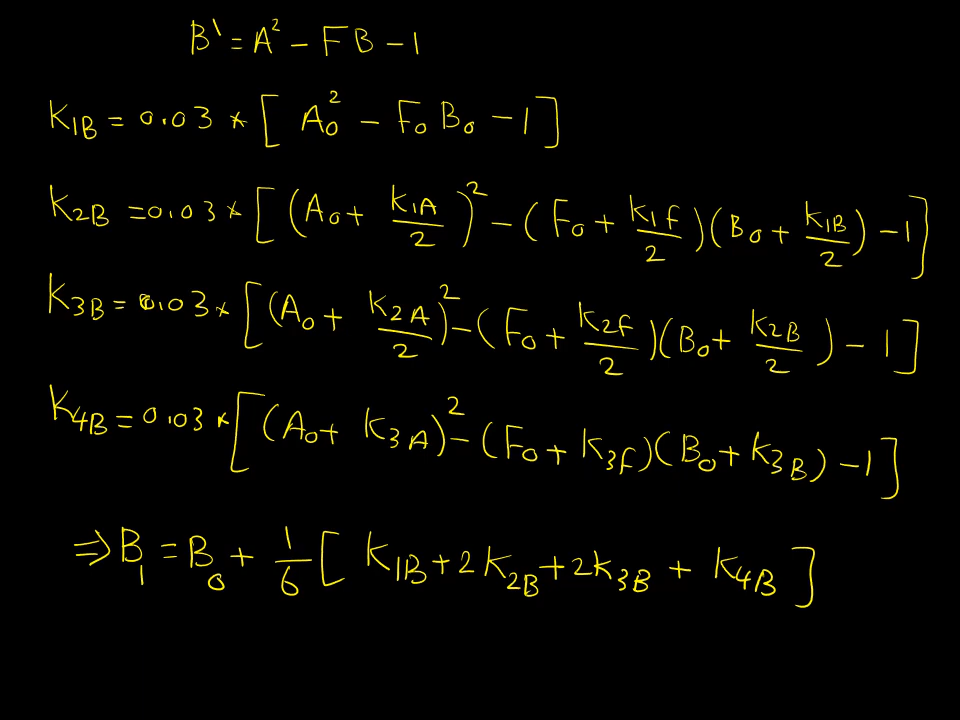 B' = A² − FB − 1
K₁B = 0.03 * [ A₀² − F₀ B₀ − 1 ]
K₂B = 0.03 * [ (A₀ + K₁A/2)² − (F₀ + K₁F/2)(B₀ + K₁B/2) − 1 ]
K₃B = 0.03 * [ (A₀ + K₂A/2)² − (F₀ + K₂F/2)(B₀ + K₂B/2) − 1 ]
K₄B = 0.03 * [ (A₀ + K₃A)² − (F₀ + K₃F)(B₀ + K₃B) − 1 ]
⇒ B₁ = B₀ + 1/6 [ K₁B + 2K₂B + 2K₃B + K₄B ]